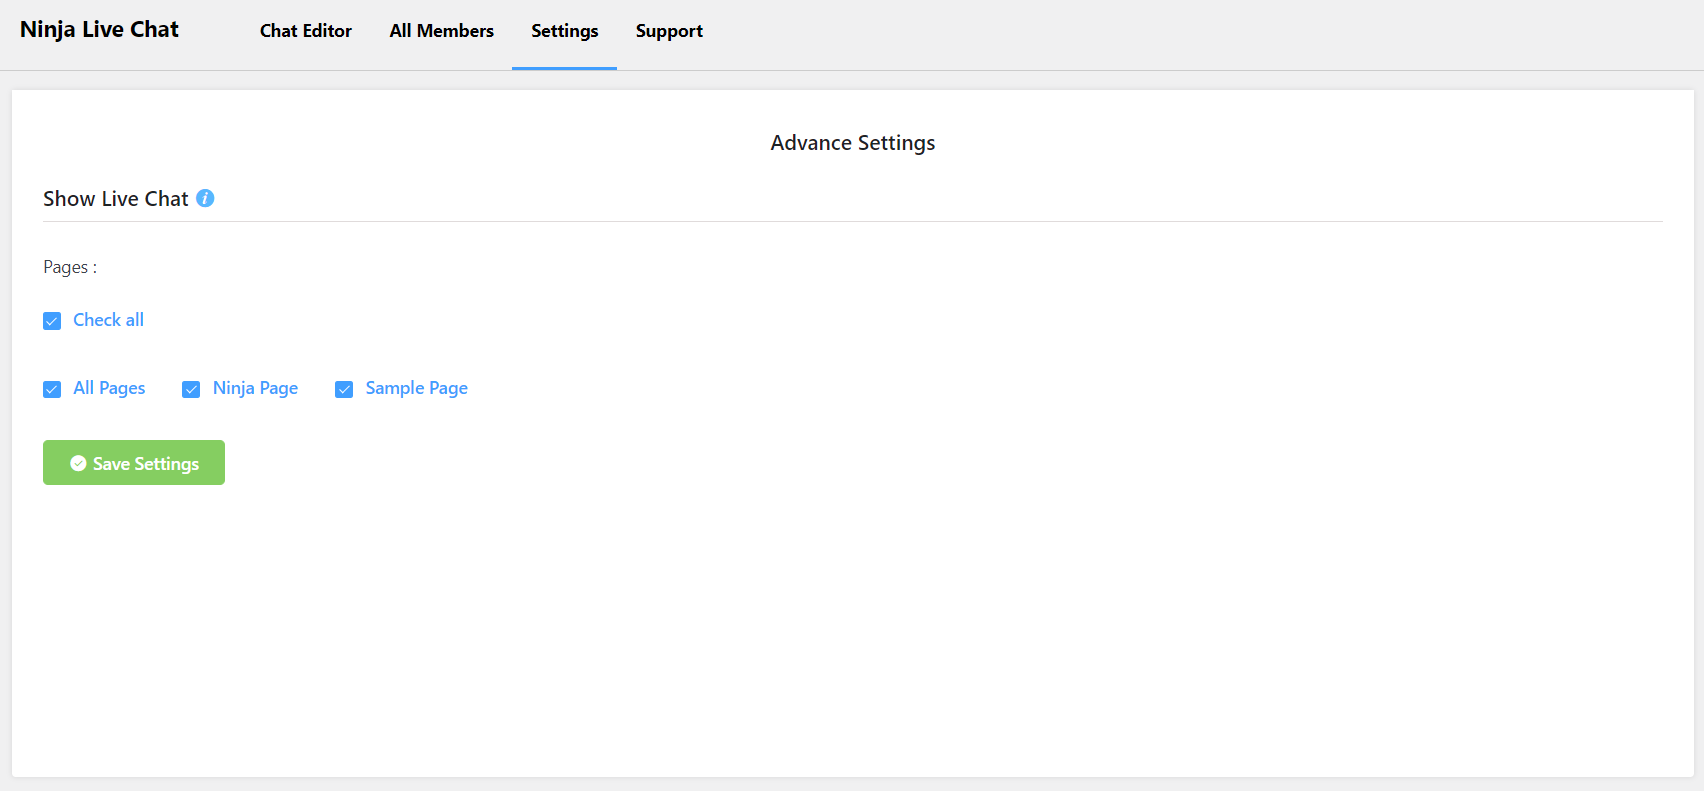 Ninja Live Chat Chat Editor All Members Settings Support
Advance Settings
Show Live Chat
Pages :
Check all
All Pages Ninja Page Sample Page
Save Settings